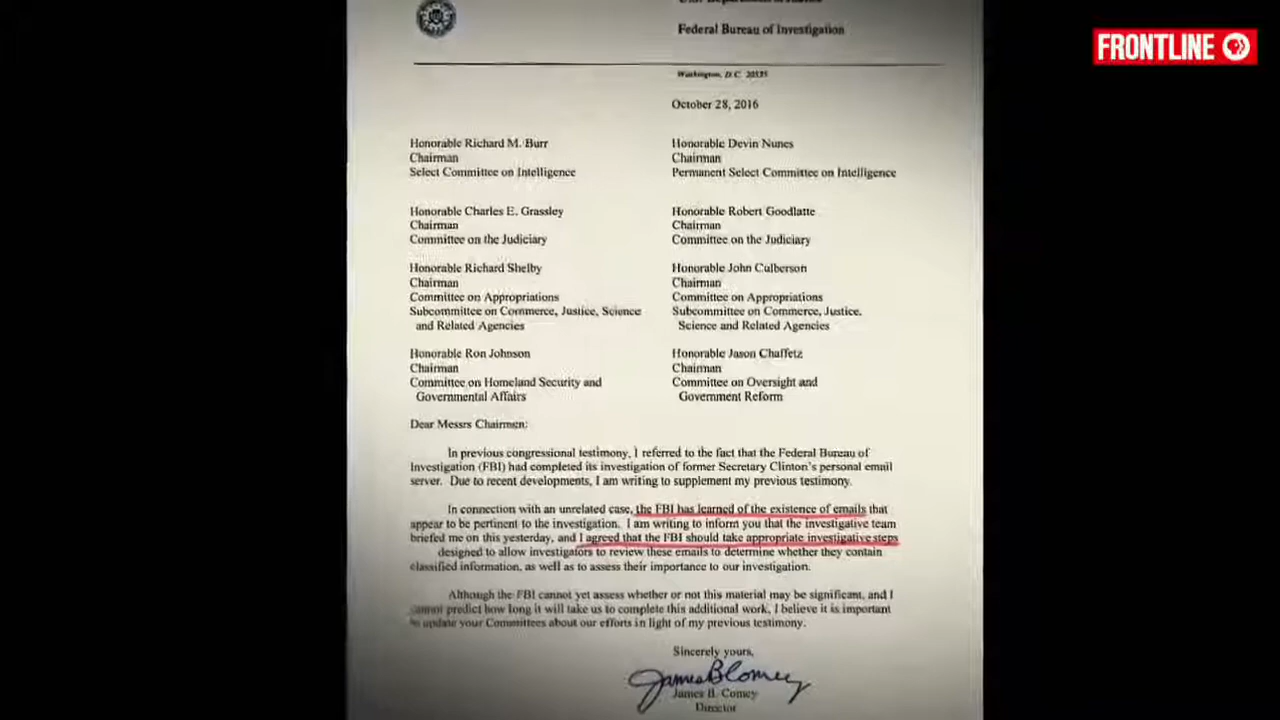 Federal Bureau of Investigation
FRONTLINE
Washington, D.C. 20535
October 28, 2016
Honorable Richard M. Burr
Chairman
Select Committee on Intelligence
Honorable Devin Nunes
Chairman
Permanent Select Committee on Intelligence
Honorable Charles E. Grassley
Chairman
Committee on the Judiciary
Honorable Robert Goodlatte
Chairman
Committee on the Judiciary
Honorable Richard Shelby
Chairman
Committee on Appropriations
Subcommittee on Commerce, Justice, Science
and Related Agencies
Honorable John Culberson
Chairman
Committee on Appropriations
Subcommittee on Commerce, Justice,
Science and Related Agencies
Honorable Ron Johnson
Chairman
Committee on Homeland Security and
Governmental Affairs
Honorable Jason Chaffetz
Chairman
Committee on Oversight and
Government Reform
Dear Messrs Chairmen:
In previous congressional testimony, I referred to the fact that the Federal Bureau of
Investigation (FBI) had completed its investigation of former Secretary Clinton's personal email
server. Due to recent developments, I am writing to supplement my previous testimony.
In connection with an unrelated case, the FBI has learned of the existence of emails that
appear to be pertinent to the investigation. I am writing to inform you that the investigative team
briefed me on this yesterday, and I agreed that the FBI should take appropriate investigative steps
designed to allow investigators to review these emails to determine whether they contain
classified information, as well as to assess their importance to our investigation.
Although the FBI cannot yet assess whether or not this material may be significant, and I
cannot predict how long it will take us to complete this additional work, I believe it is important
to update your Committees about our efforts in light of my previous testimony.
Sincerely yours,
James B Comey
James B. Comey
Director